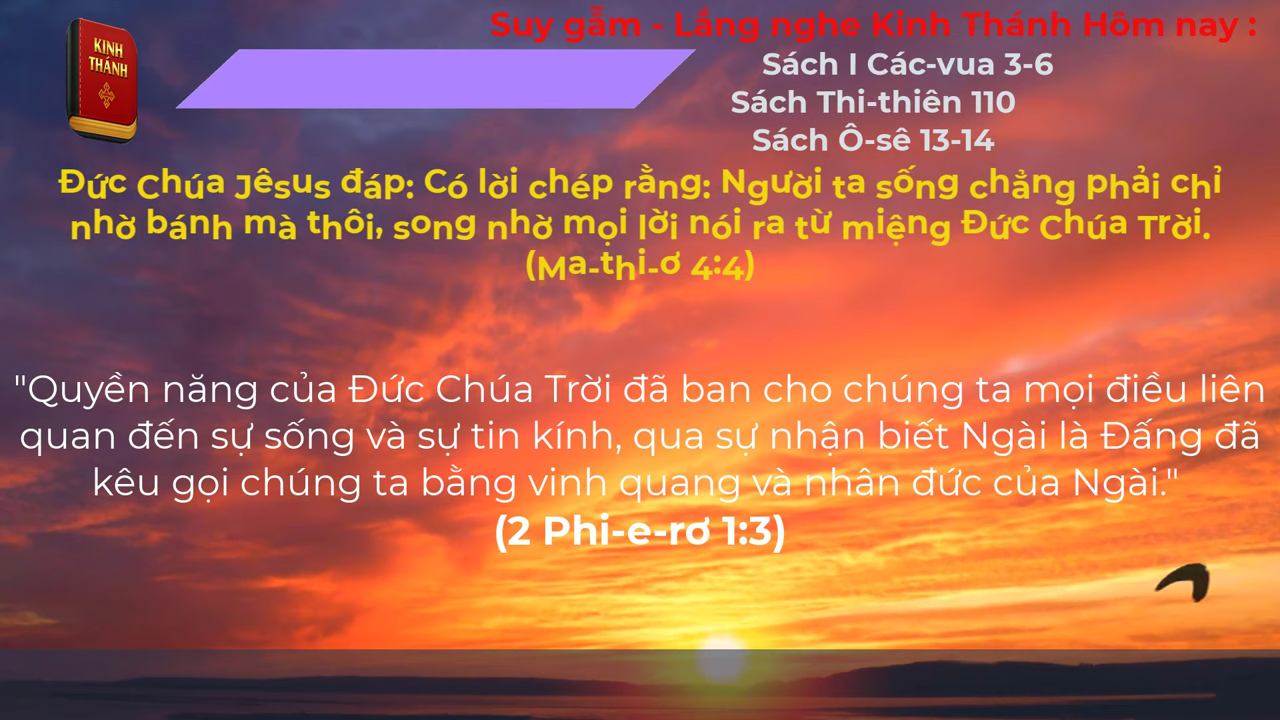 KINH
THÁNH
Suy gẫm - Lắng nghe Kinh Thánh Hôm nay :
Sách I Các-vua 3-6
Sách Thi-thiên 110
Sách Ô-sê 13-14
Đức Chúa Jêsus đáp: Có lời chép rằng: Người ta sống chẳng phải chỉ
nhờ bánh mà thôi, song nhờ mọi lời nói ra từ miệng Đức Chúa Trời.
(Ma-thi-ơ 4:4)
"Quyền năng của Đức Chúa Trời đã ban cho chúng ta mọi điều liên
quan đến sự sống và sự tin kính, qua sự nhận biết Ngài là Đấng đã
kêu gọi chúng ta bằng vinh quang và nhân đức của Ngài."
(2 Phi-e-rơ 1:3)